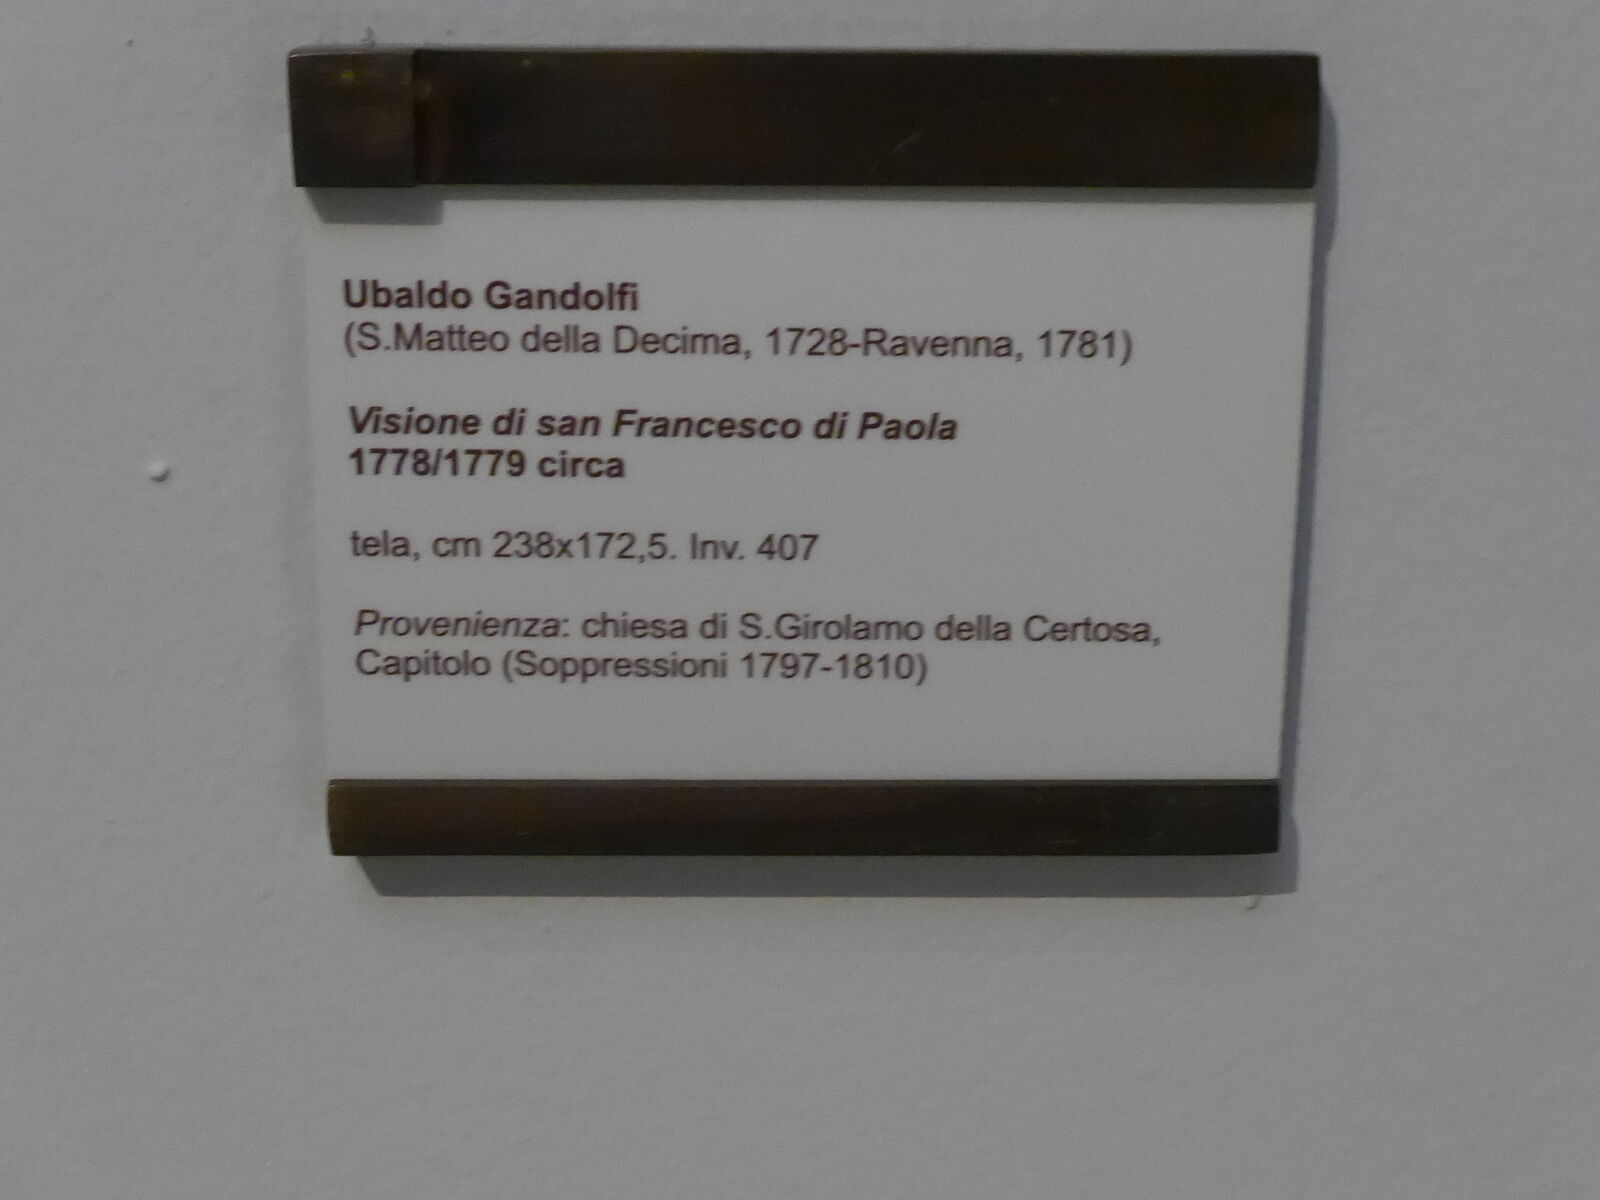 Ubaldo Gandolfi
(S.Matteo della Decima, 1728-Ravenna, 1781)
Visione di san Francesco di Paola
1778/1779 circa
tela, cm 238x172,5. Inv. 407
Provenienza: chiesa di S.Girolamo della Certosa,
Capitolo (Soppressioni 1797-1810)